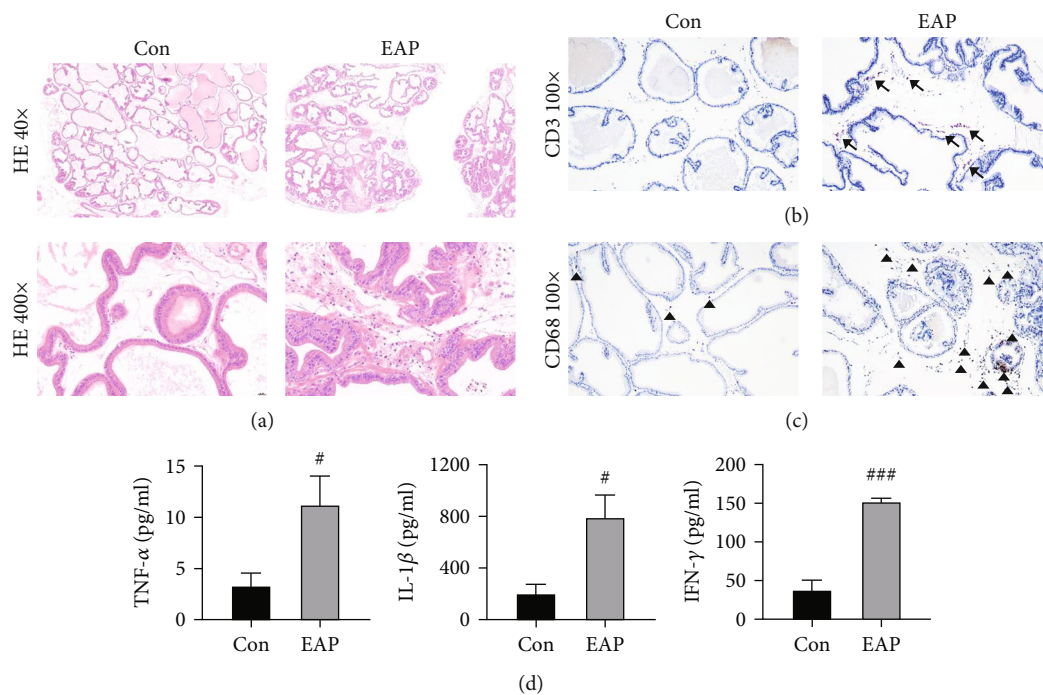 Con EAP
HE 40×
HE 400×
(a)
Con EAP
CD3 100×
(b)
CD68 100×
(c)
TNF-α (pg/ml)
15
10
5
0
#
Con EAP
IL-1β (pg/ml)
1200
800
400
0
#
Con EAP
IFN-γ (pg/ml)
200
150
100
50
0
###
Con EAP
(d)